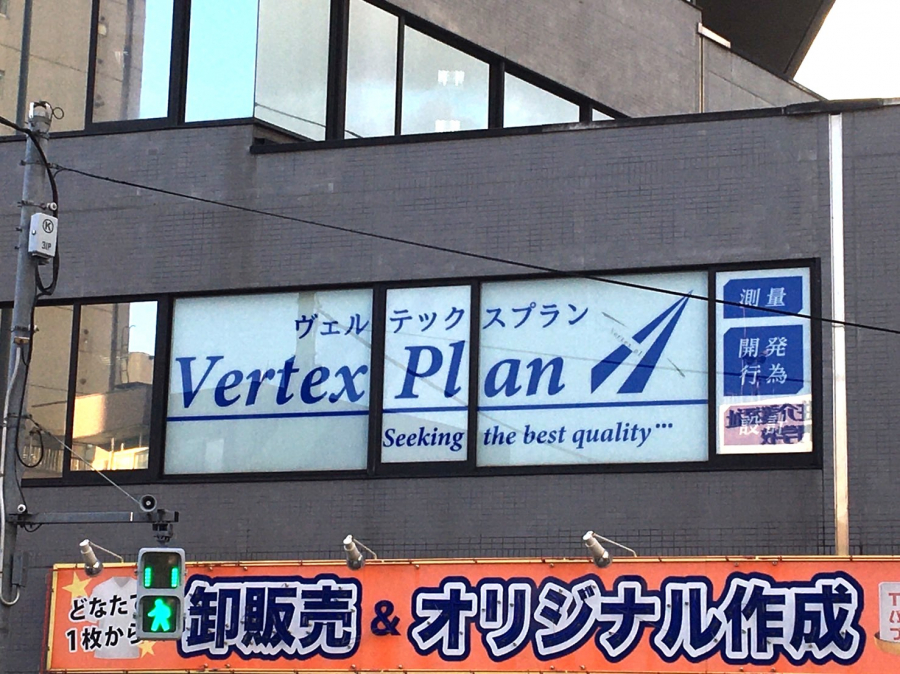 K
31P
ヴェルテックスプラン
Vertex Plan
Seeking the best quality…
測量
開発
行為
どなたで
1枚から
卸販売 & オリジナル作成